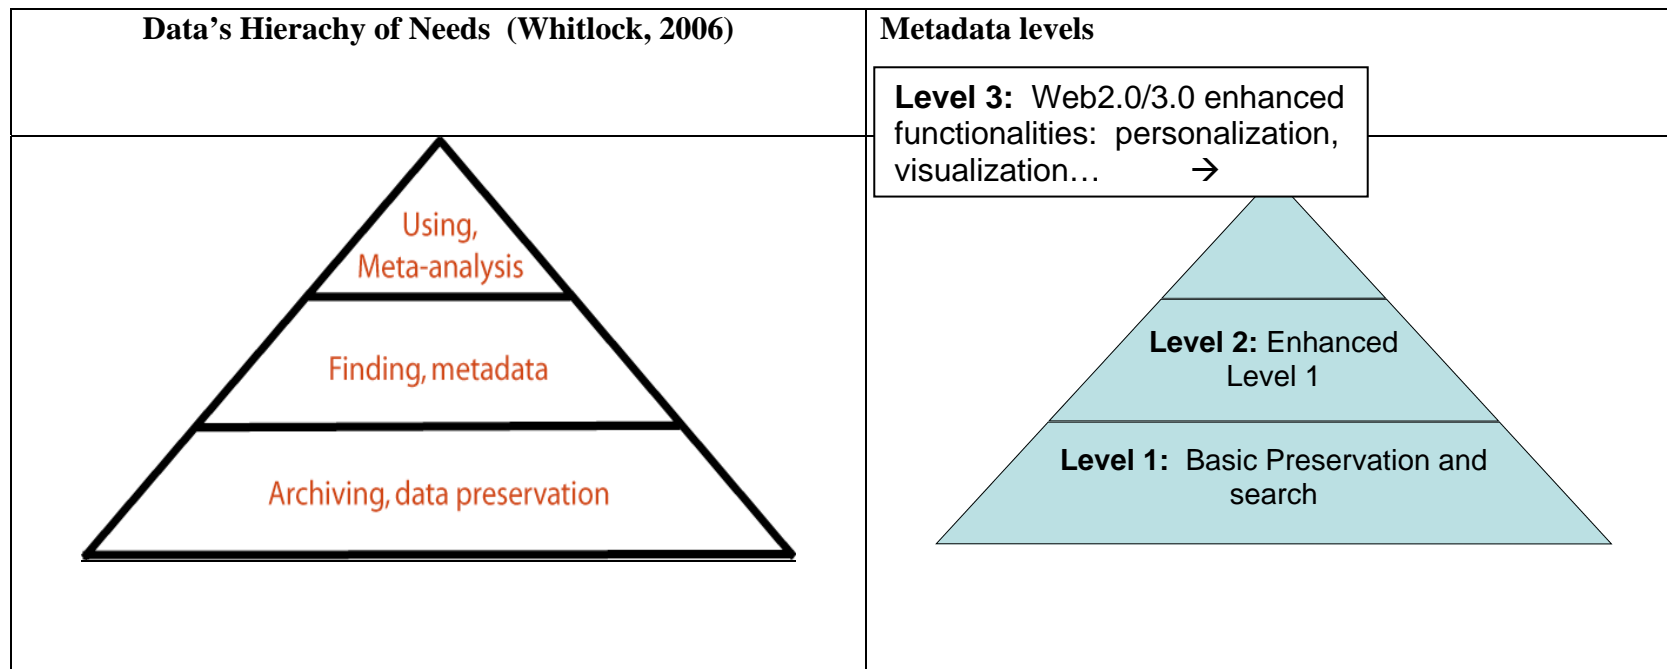 Data’s Hierachy of Needs (Whitlock, 2006)
Metadata levels
Level 3: Web2.0/3.0 enhanced
functionalities: personalization,
visualization… →
Using,
Meta-analysis
Finding, metadata
Archiving, data preservation
Level 2: Enhanced
Level 1
Level 1: Basic Preservation and
search